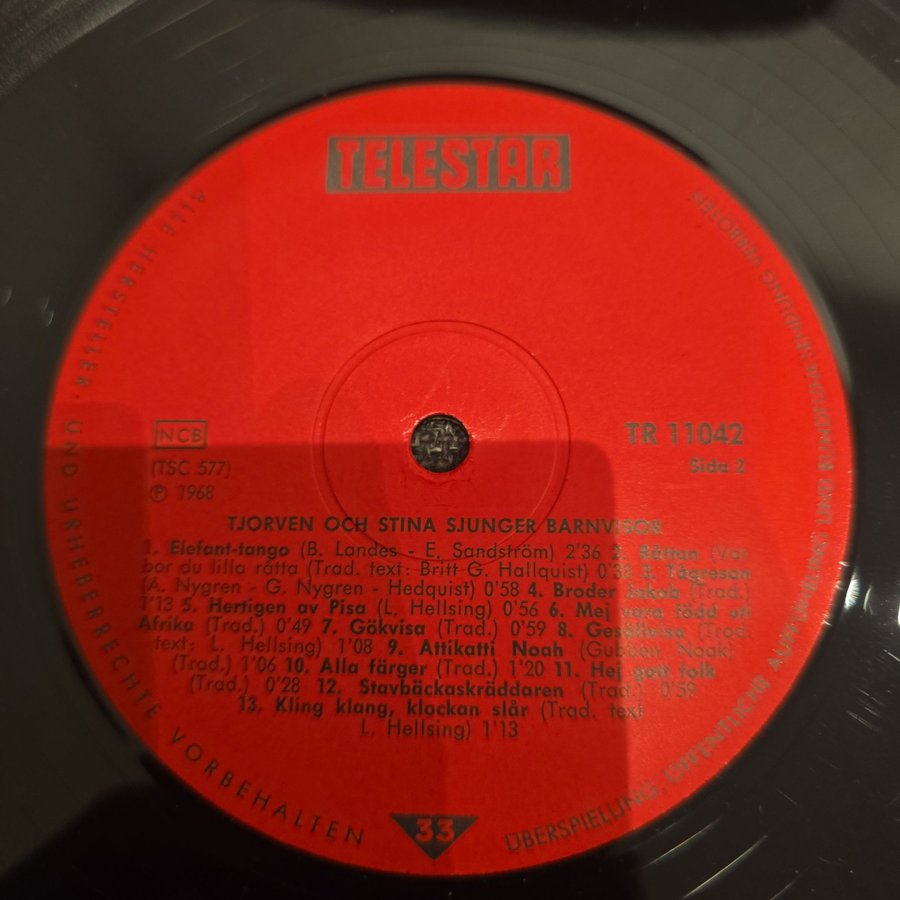 TELESTAR
ALLE HERSTELLER- UND URHEBERRECHTE VORBEHALTEN
NCB
(TSC 577)
℗ 1968
TR 11042
Sida 2
TJORVEN OCH STINA SJUNGER BARNVISOR
1. Elefant-tango (B. Landes - E. Sandström) 2'36 2. Råttan (Var
bor du lilla råtta (Trad. text: Britt G. Hallquist) 0'33 3. Tågresan
(A. Nygren - G. Nygren - Hedquist) 0'58 4. Broder Jakob (Trad.)
1'13 5. Hertigen av Pisa (L. Hellsing) 0'56 6. Mej vara född uti
Afrika (Trad.) 0'49 7. Gökvisa (Trad.) 0'59 8. Gesällvisa (Trad.
text: L. Hellsing) 1'08 9. Attikatti Noah (Gubben Noak)
(Trad.) 1'06 10. Alla färger (Trad.) 1'20 11. Hej gott folk
(Trad.) 0'28 12. Stavbäckaskräddaren (Trad.) 0'59
13. Kling klang, klockan slår (Trad. text
L. Hellsing) 1'13
33
ÜBERSPIELUNG, ÖFFENTLICHE AUFFÜHRUNG UND RUNDFUNKSENDUNG VERBOTEN